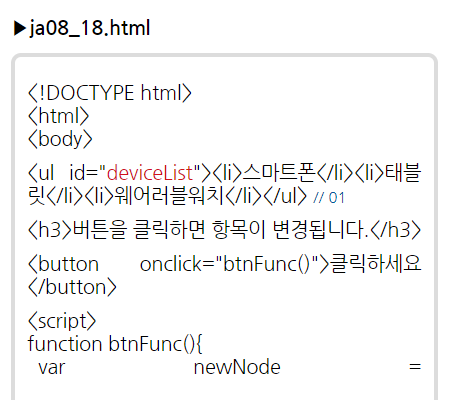 ▶ja08_18.html
<!DOCTYPE html>
<html>
<body>
<ul id="deviceList"><li>스마트폰</li><li>태블
릿</li><li>웨어러블워치</li></ul> // 01
<h3>버튼을 클릭하면 항목이 변경됩니다.</h3>
<button onclick="btnFunc()">클릭하세요
</button>
<script>
function btnFunc(){
var newNode =